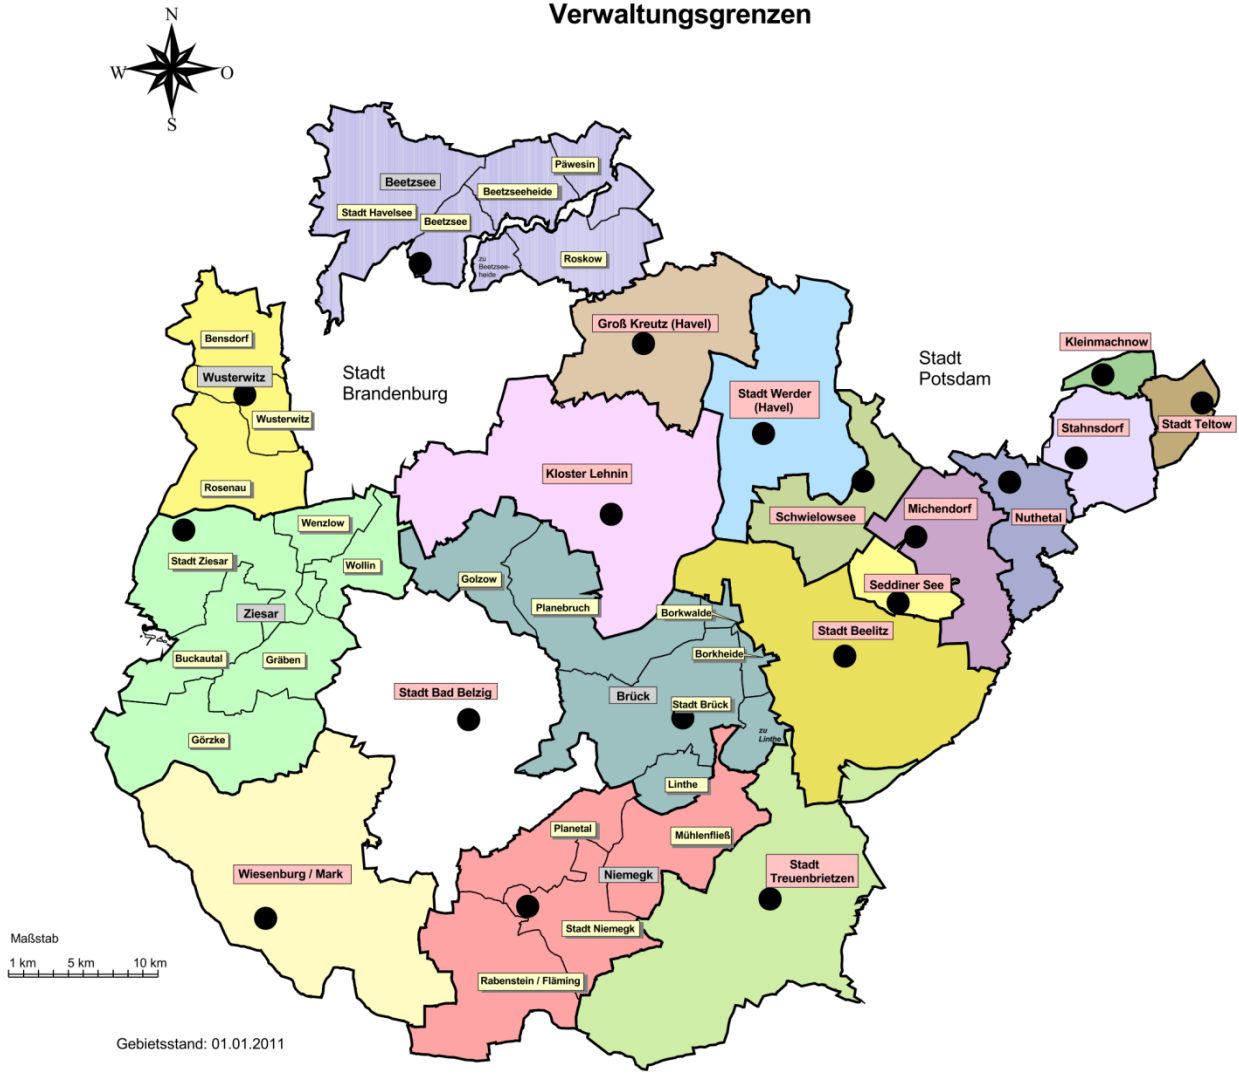 Verwaltungsgrenzen
N
W
O
S
Päwesin
Beetzsee
Beetzseeheide
Stadt Havelsee
Beetzsee
zu
Beetzsee-
heide
Roskow
Groß Kreutz (Havel)
Bensdorf
Wusterwitz
Wusterwitz
Rosenau
Stadt
Brandenburg
Stadt
Potsdam
Kleinmachnow
Stadt Werder
(Havel)
Stahnsdorf
Stadt Teltow
Kloster Lehnin
Schwielowsee
Michendorf
Nuthetal
Wenzlow
Stadt Ziesar
Wollin
Golzow
Seddiner See
Ziesar
Planebruch
Borkwalde
Stadt Beelitz
Buckautal
Gräben
Borkheide
Stadt Bad Belzig
Brück
Stadt Brück
Görzke
zu
Linthe
Linthe
Planetal
Mühlenfließ
Wiesenburg / Mark
Niemegk
Stadt
Treuenbrietzen
Stadt Niemegk
Rabenstein / Fläming
Maßstab
1 km 5 km 10 km
Gebietsstand: 01.01.2011